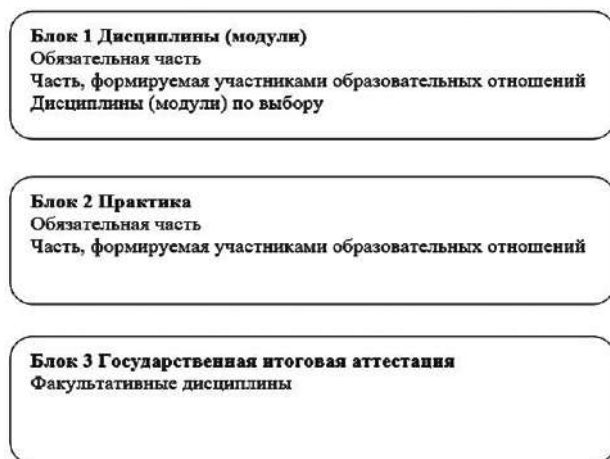 Блок 1 Дисциплины (модули)
Обязательная часть
Часть, формируемая участниками образовательных отношений
Дисциплины (модули) по выбору
Блок 2 Практика
Обязательная часть
Часть, формируемая участниками образовательных отношений
Блок 3 Государственная итоговая аттестация
Факультативные дисциплины